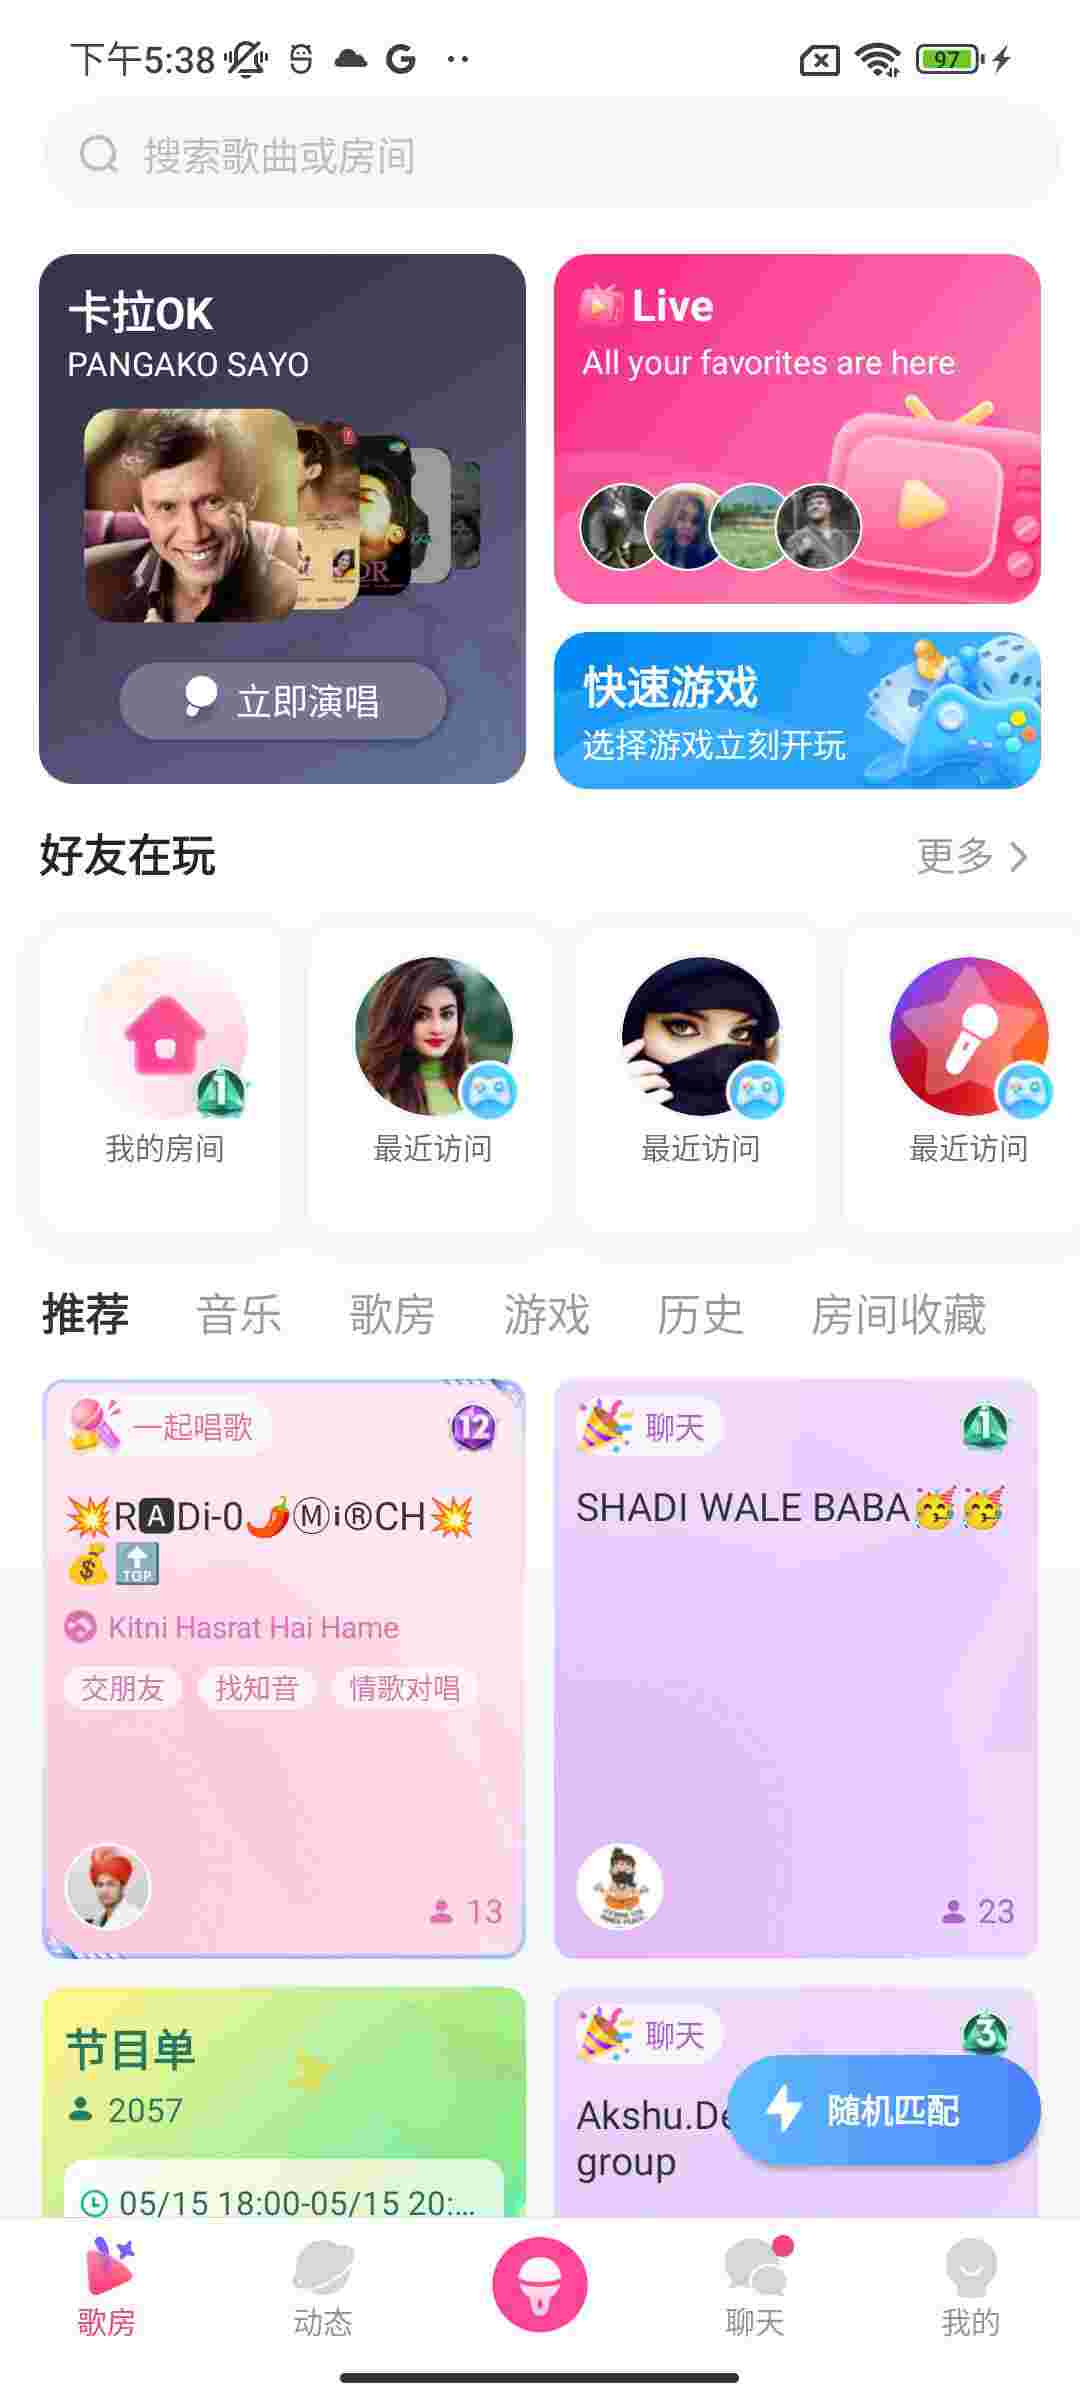 下午5:38
97
搜索歌曲或房间
卡拉OK
PANGAKO SAYO
立即演唱
Live
All your favorites are here
快速游戏
选择游戏立刻开玩
好友在玩
更多
1
我的房间
最近访问
最近访问
最近访问
推荐 音乐 歌房 游戏 历史 房间收藏
一起唱歌
12
💥R🅰Di-0🌶️Ⓜi®CH💥
💰🔝
Kitni Hasrat Hai Hame
交朋友 找知音 情歌对唱
13
聊天
1
SHADI WALE BABA🥳🥳
23
节目单
2057
05/15 18:00-05/15 20:...
聊天
3
Akshu.De
group
随机匹配
歌房
动态
聊天
我的